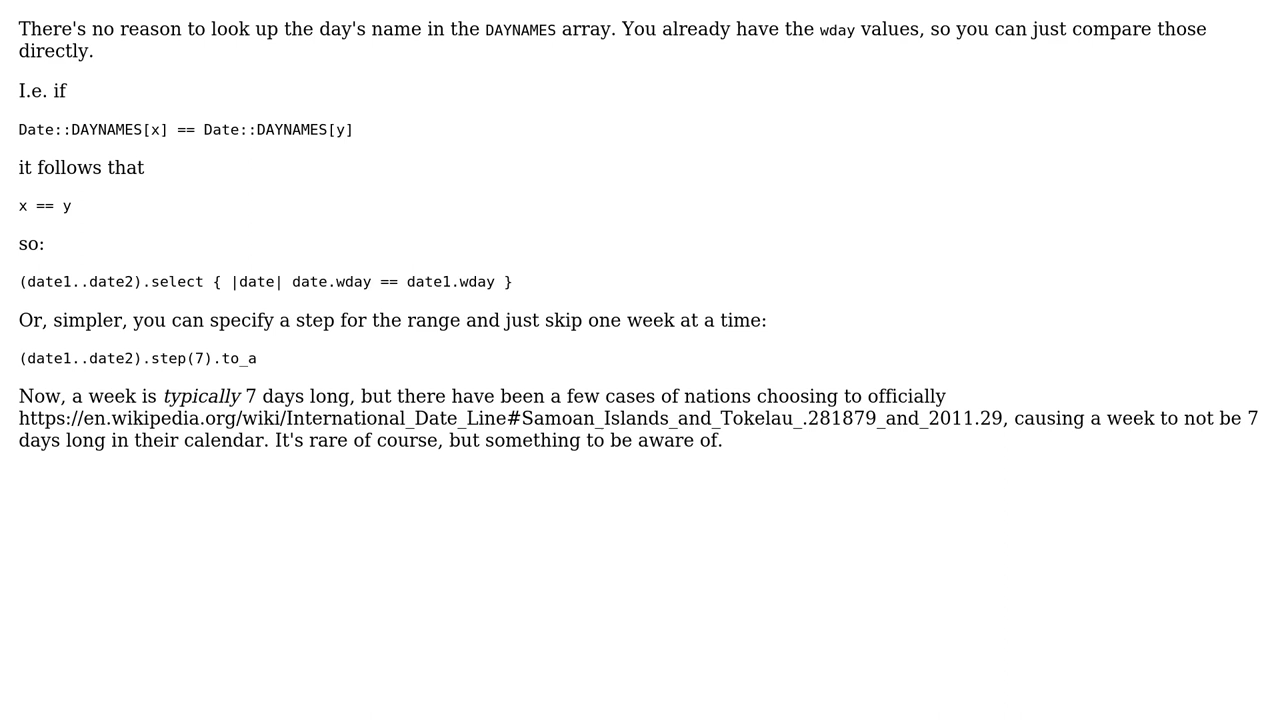 There's no reason to look up the day's name in the DAYNAMES array. You already have the wday values, so you can just compare those
directly.
I.e. if
Date::DAYNAMES[x] == Date::DAYNAMES[y]
it follows that
x == y
so:
(date1..date2).select { |date| date.wday == date1.wday }
Or, simpler, you can specify a step for the range and just skip one week at a time:
(date1..date2).step(7).to_a
Now, a week is typically 7 days long, but there have been a few cases of nations choosing to officially
https://en.wikipedia.org/wiki/International_Date_Line#Samoan_Islands_and_Tokelau_.281879_and_2011.29, causing a week to not be 7
days long in their calendar. It's rare of course, but something to be aware of.